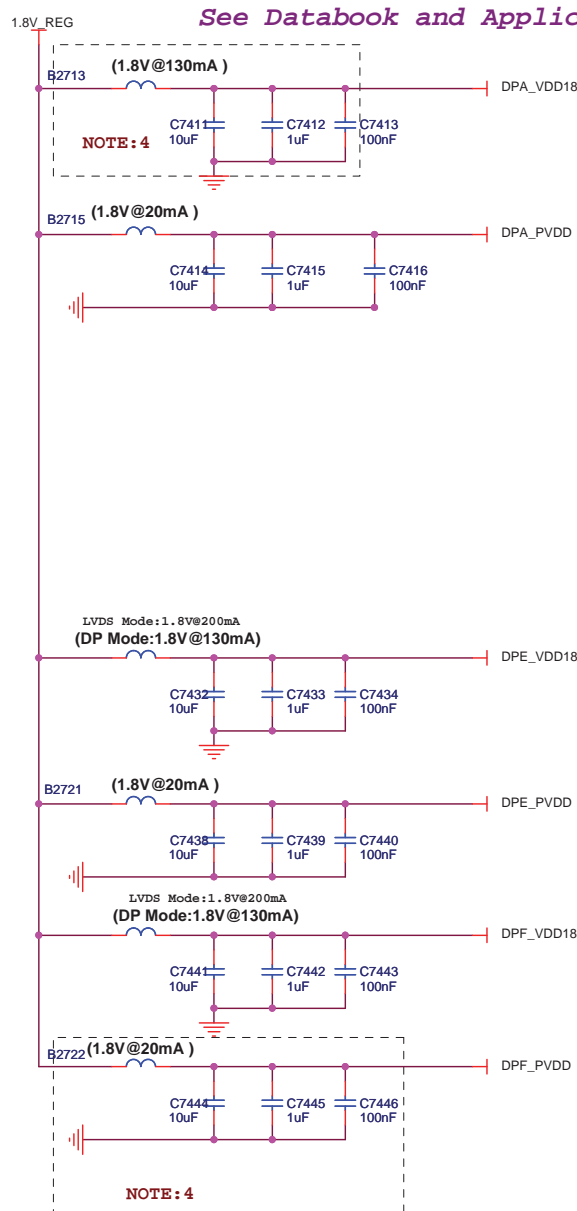 See Databook and Applic
1.8V_REG
B2713
(1.8V@130mA )
DPA_VDD18
C7411
10uF
C7412
1uF
C7413
100nF
NOTE:4
B2715
(1.8V@20mA )
DPA_PVDD
C7414
10uF
C7415
1uF
C7416
100nF
LVDS Mode:1.8V@200mA
(DP Mode:1.8V@130mA)
DPE_VDD18
C7432
10uF
C7433
1uF
C7434
100nF
B2721
(1.8V@20mA )
DPE_PVDD
C7438
10uF
C7439
1uF
C7440
100nF
LVDS Mode:1.8V@200mA
(DP Mode:1.8V@130mA)
DPF_VDD18
C7441
10uF
C7442
1uF
C7443
100nF
B2722
(1.8V@20mA )
DPF_PVDD
C7444
10uF
C7445
1uF
C7446
100nF
NOTE:4